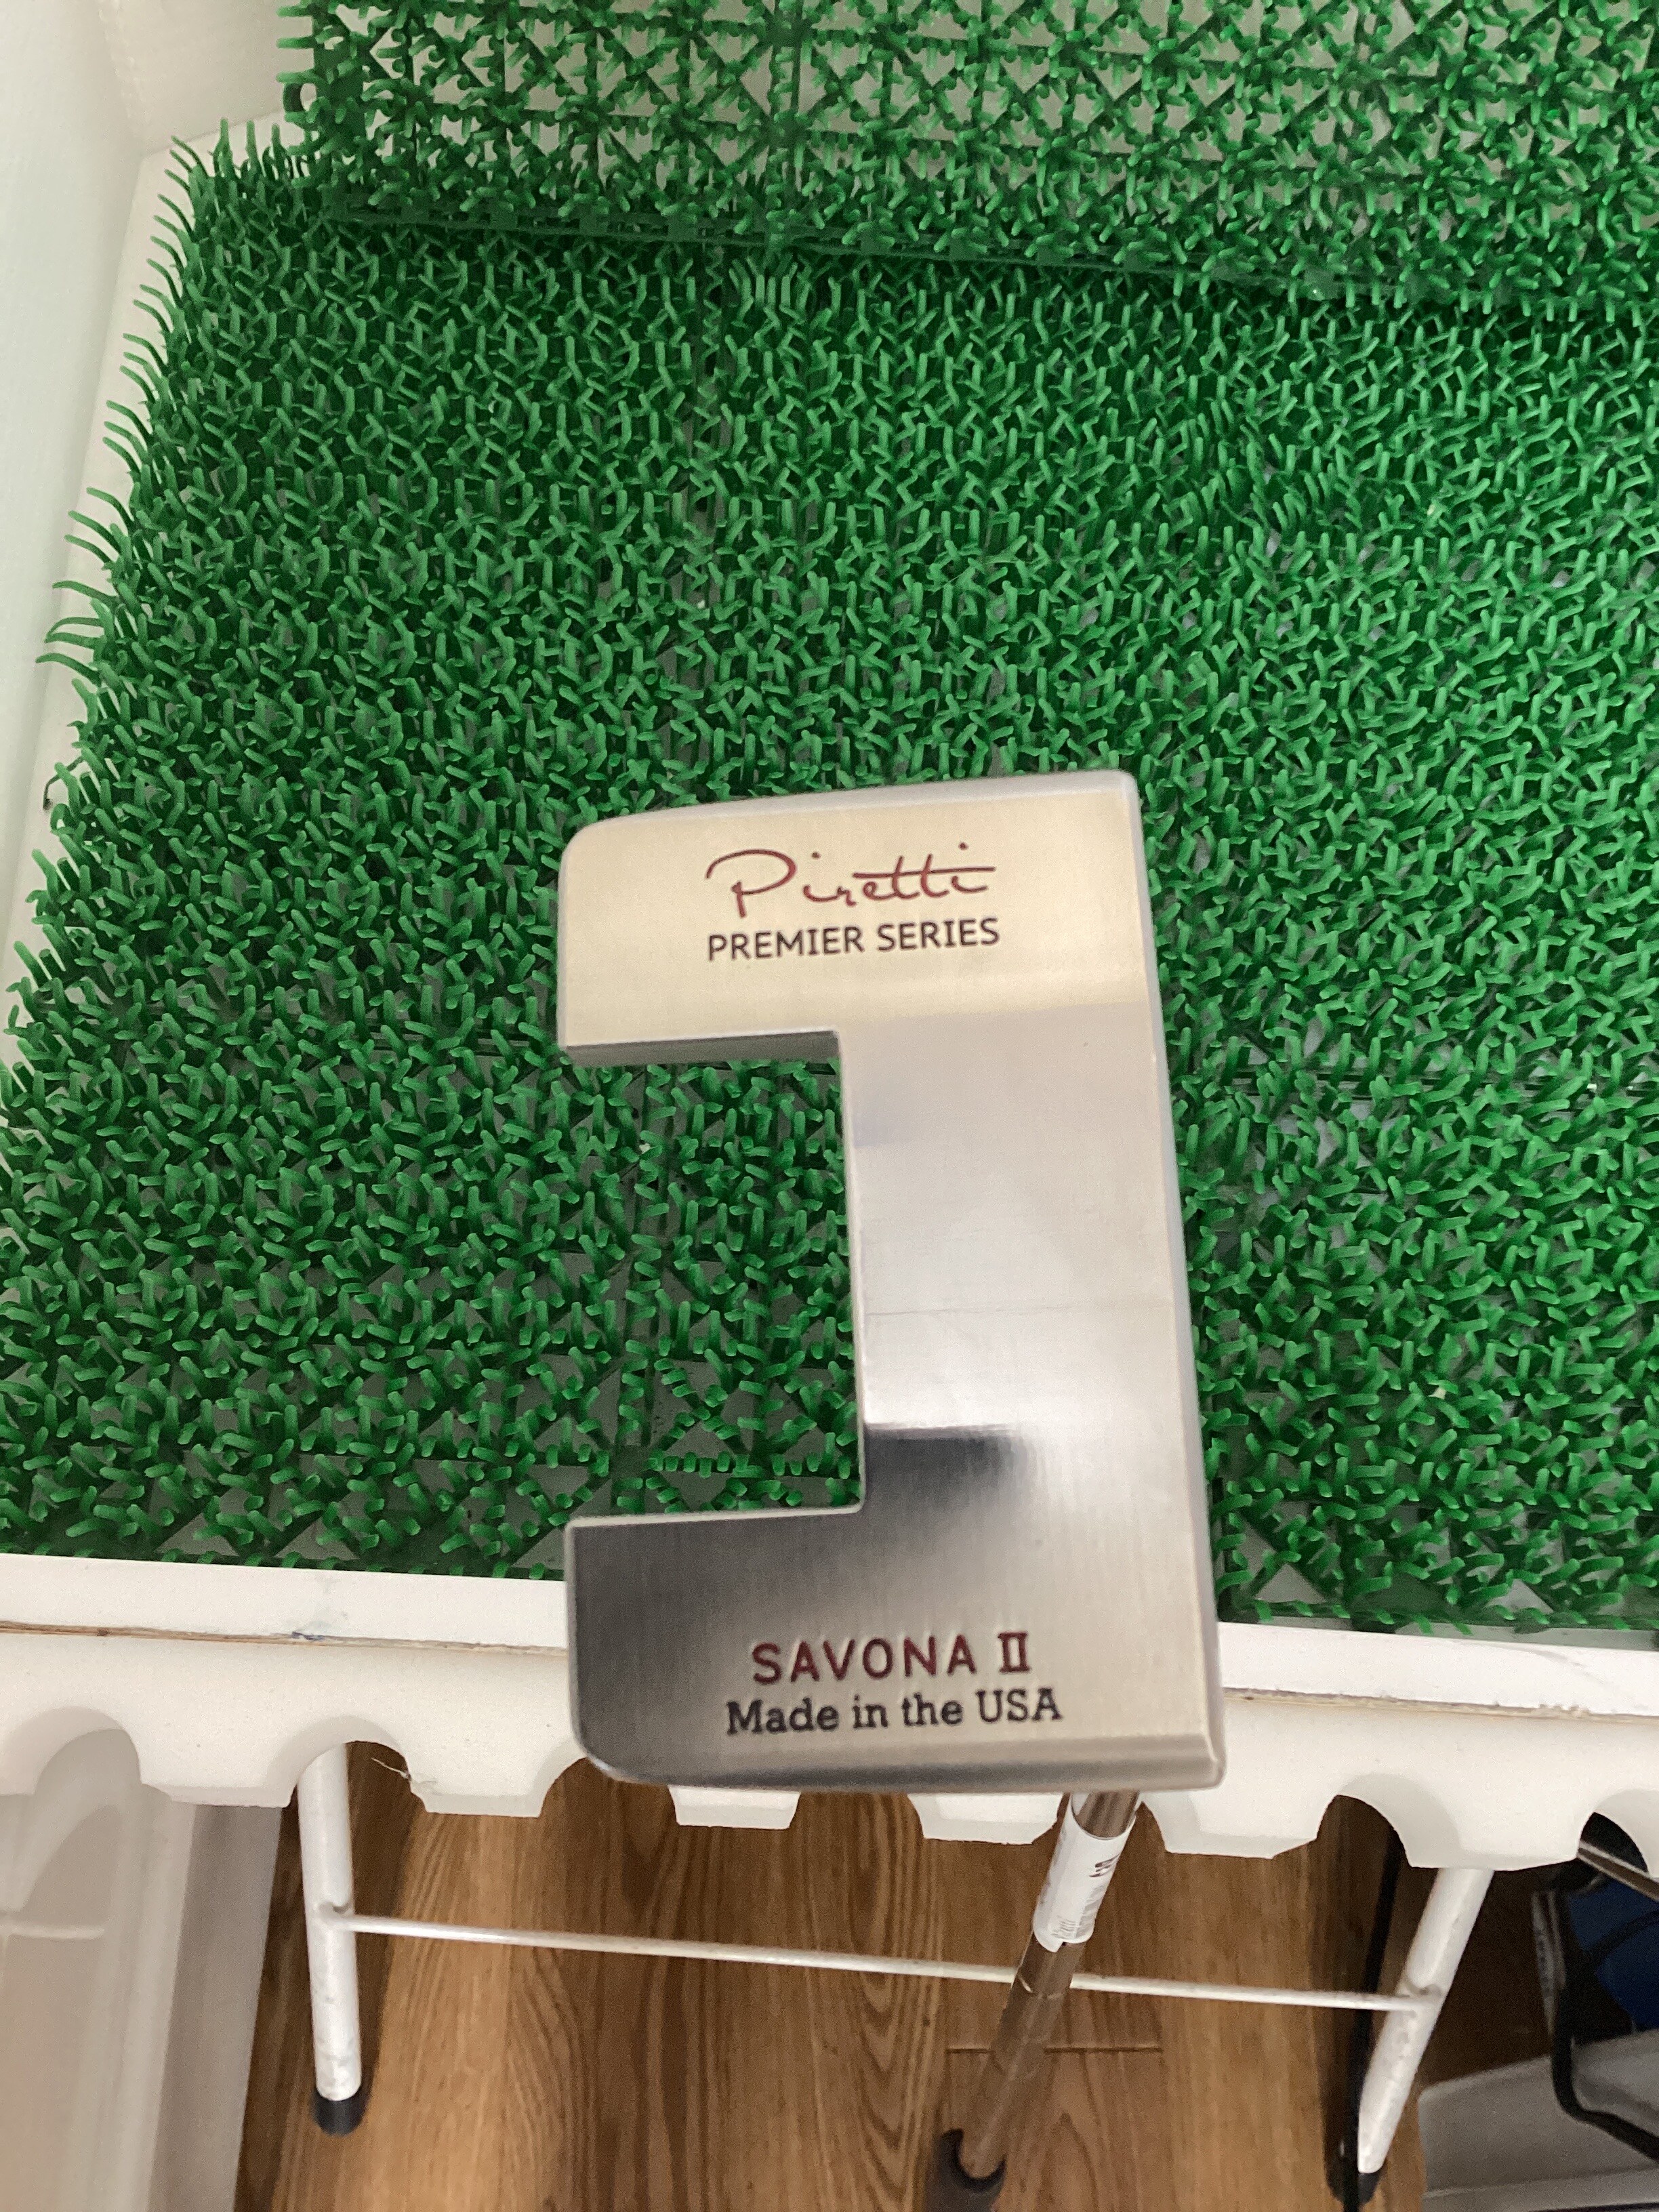 Piretti
PREMIER SERIES
SAVONA II
Made in the USA